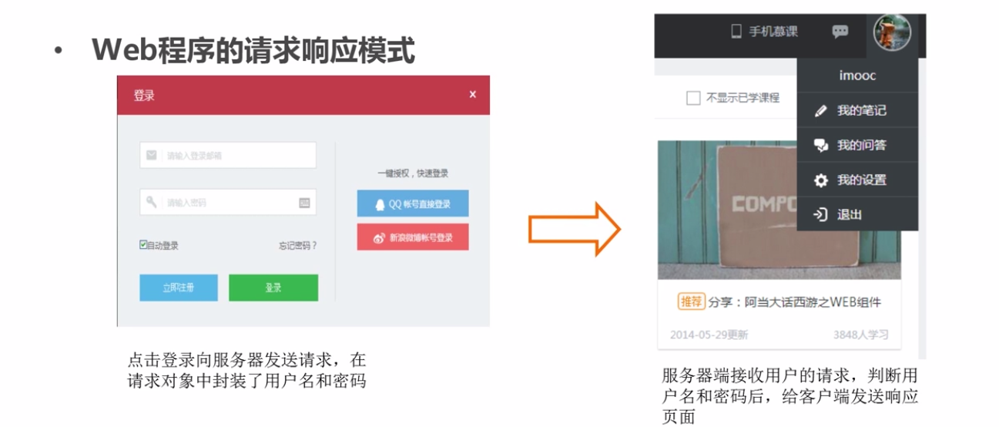 • Web程序的请求响应模式
登录
×
请输入登录邮箱
请输入密码
自动登录
忘记密码？
立即注册
登录
一键授权，快速登录
QQ 帐号直接登录
新浪微博帐号登录
点击登录向服务器发送请求，在
请求对象中封装了用户名和密码
手机慕课
imooc
不显示已学课程
我的笔记
我的问答
我的设置
退出
COMPO
推荐 分享：阿当大话西游之WEB组件
2014-05-29更新
3848人学习
服务器端接收用户的请求，判断用
户名和密码后，给客户端发送响应
页面